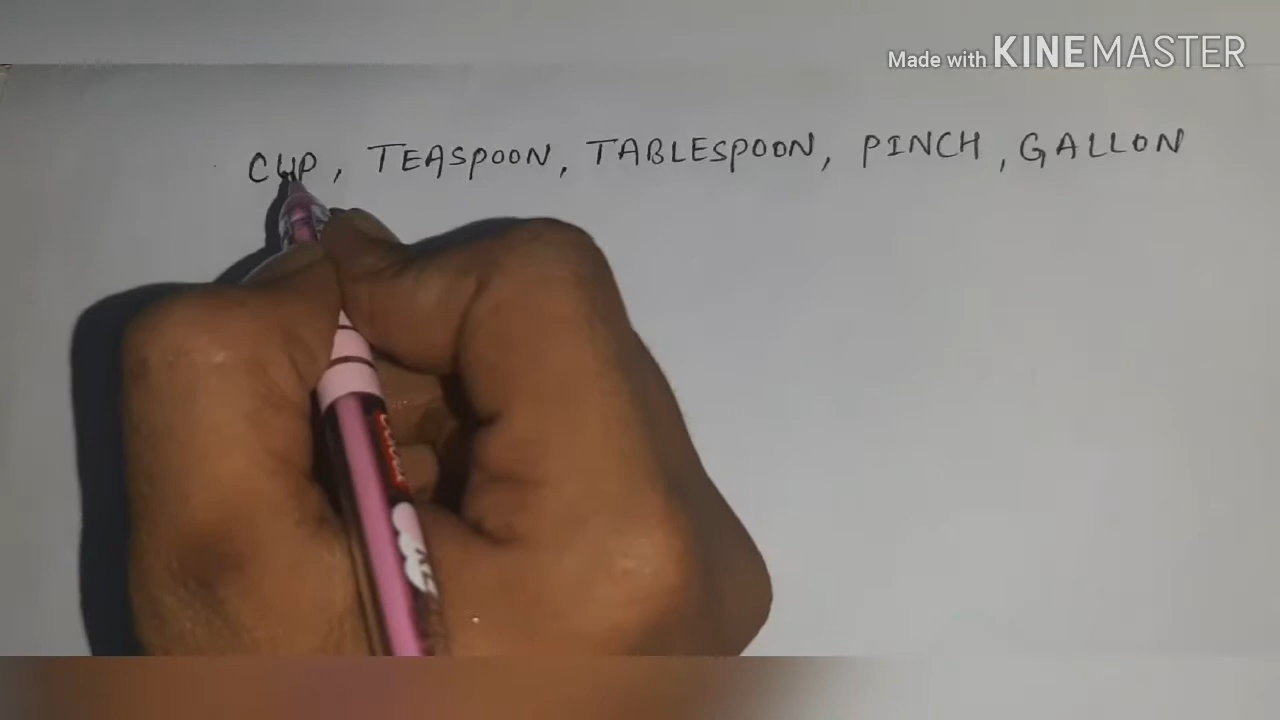 Made with KINEMASTER
CUP, TEASPOON, TABLESPOON, PINCH, GALLON